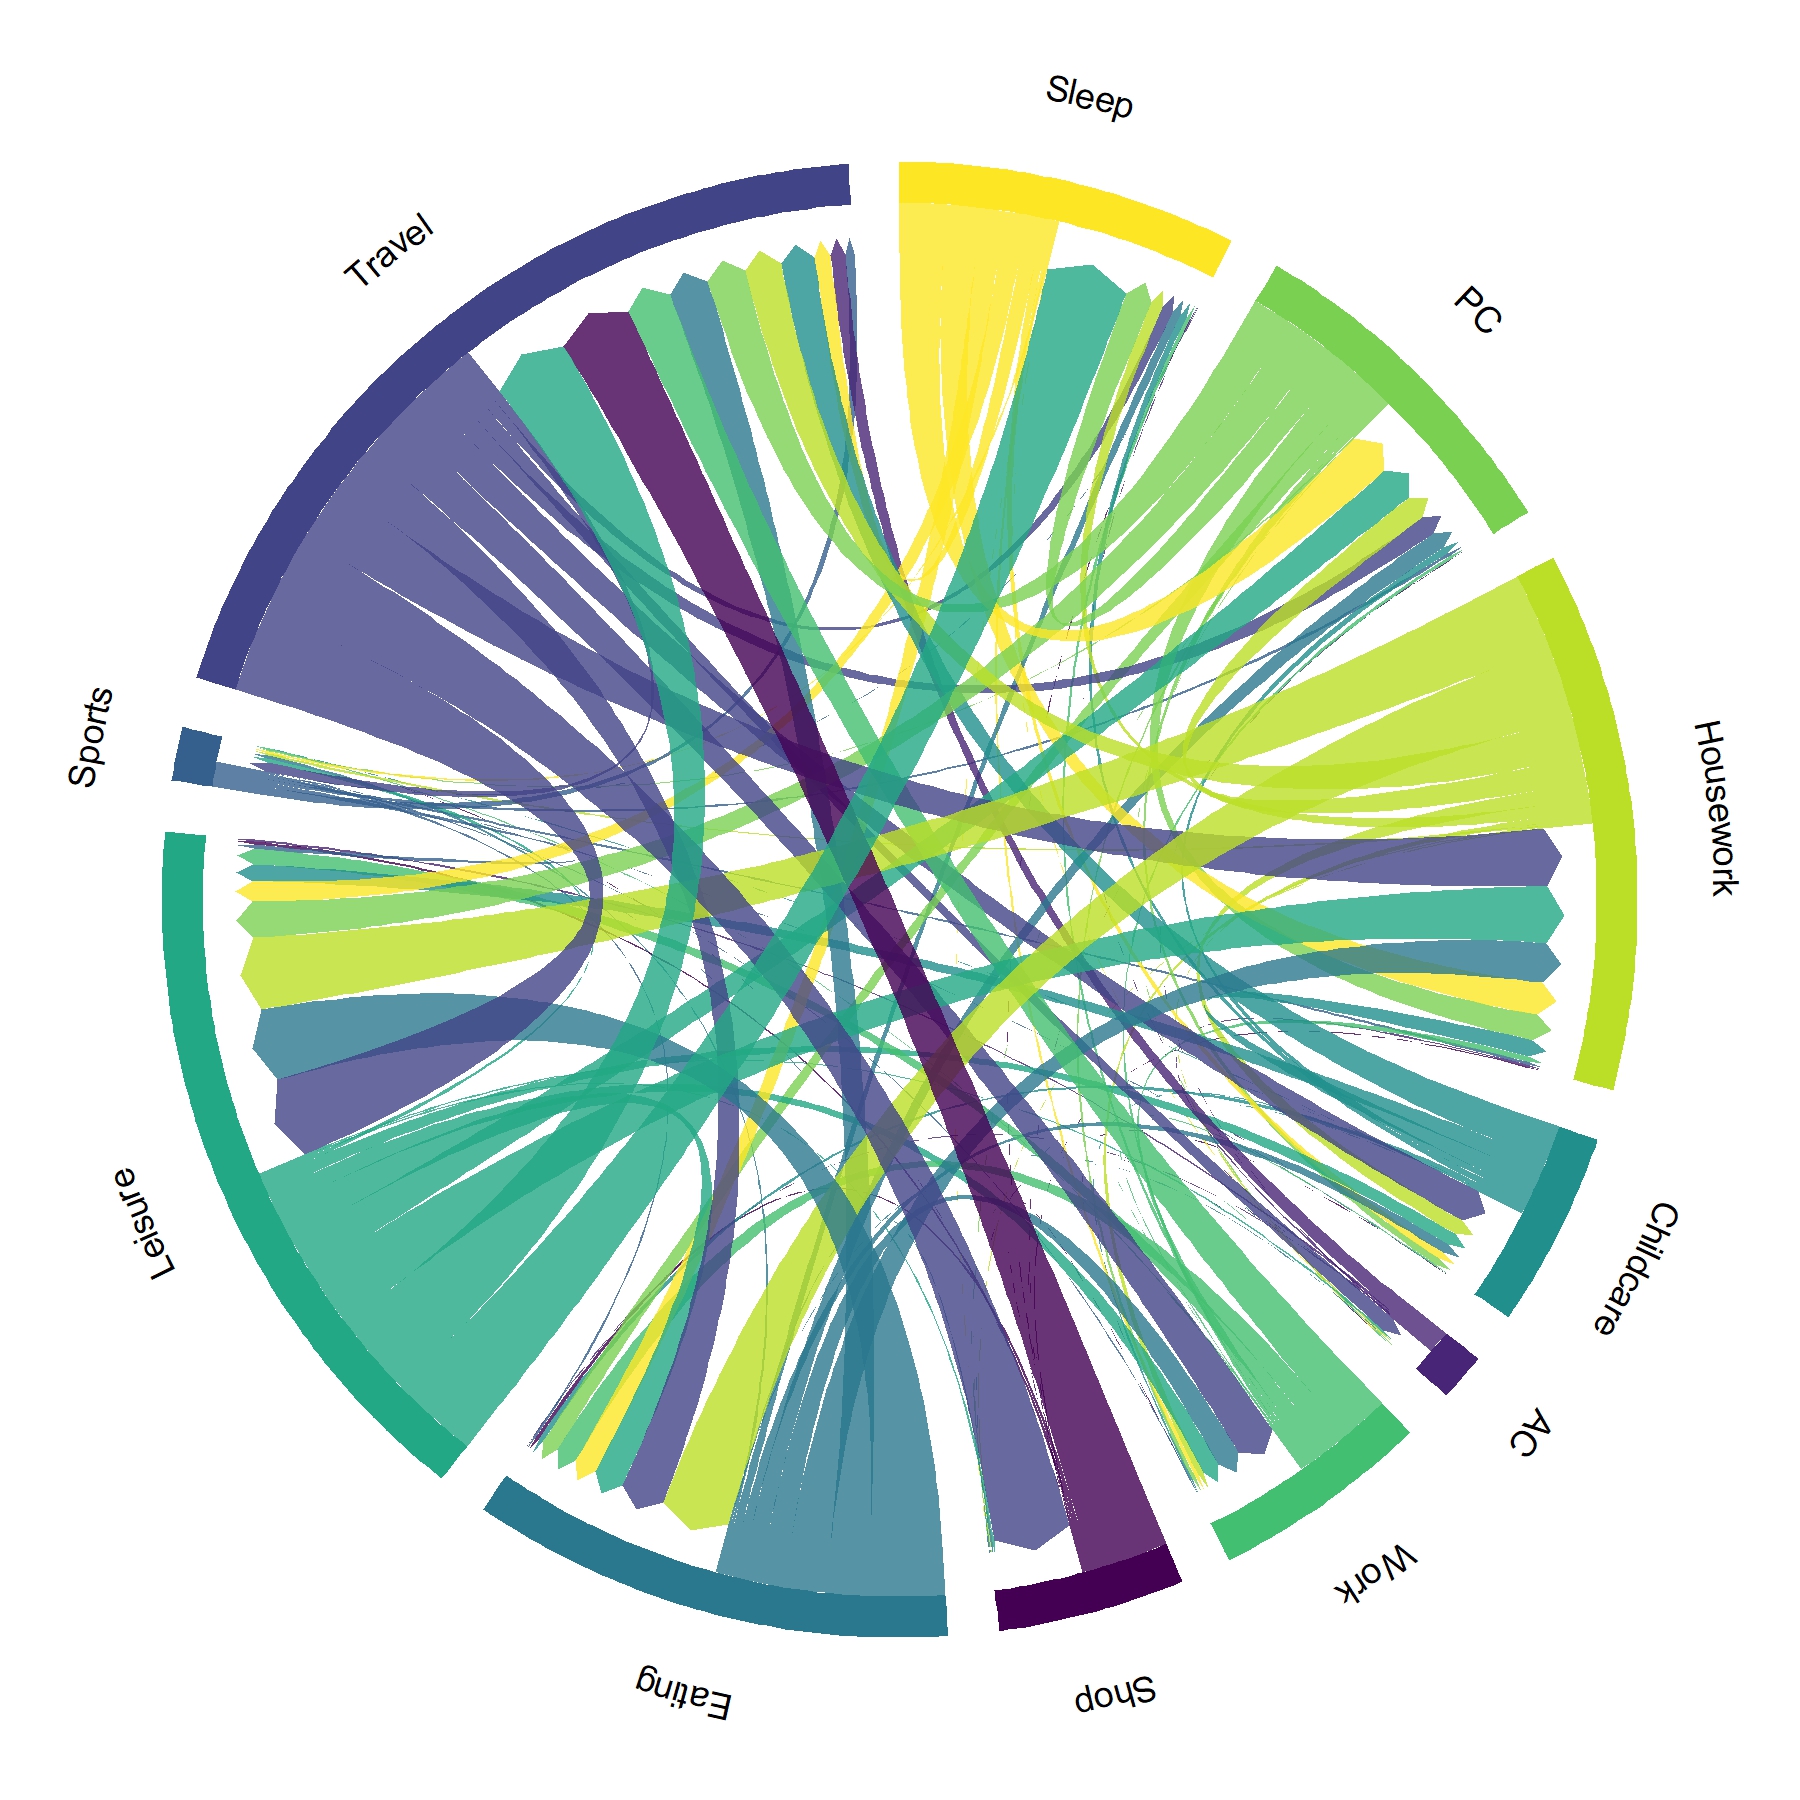 Sleep
PC
Housework
Childcare
AC
Work
Shop
Eating
Leisure
Sports
Travel